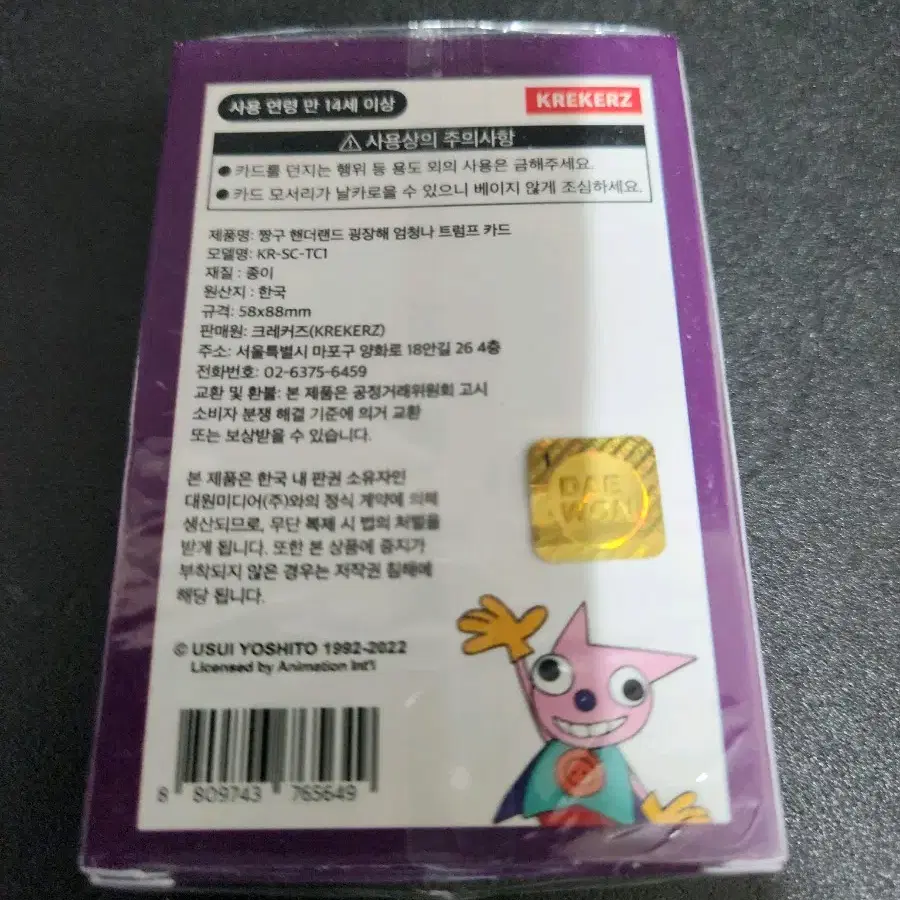 사용 연령 만 14세 이상
KREKERZ
사용상의 주의사항
● 카드를 던지는 행위 등 용도 외의 사용은 금해주세요.
● 카드 모서리가 날카로울 수 있으니 베이지 않게 조심하세요.
제품명: 짱구 핸더랜드 굉장해 엄청나 트럼프 카드
모델명: KR-SC-TC1
재질 : 종이
원산지 : 한국
규격: 58x88mm
판매원: 크레커즈(KREKERZ)
주소: 서울특별시 마포구 양화로 18안길 26 4층
전화번호: 02-6375-6459
교환 및 환불: 본 제품은 공정거래위원회 고시
소비자 분쟁 해결 기준에 의거 교환
또는 보상받을 수 있습니다.
본 제품은 한국 내 판권 소유자인
대원미디어(주)와의 정식 계약에 의해
생산되므로, 무단 복제 시 법의 처벌을
받게 됩니다. 또한 본 상품에 증지가
부착되지 않은 경우는 저작권 침해에
해당 됩니다.
DAE
WON
© USUI YOSHITO 1992-2022
Licensed by Animation Int'l
8 809743 765649